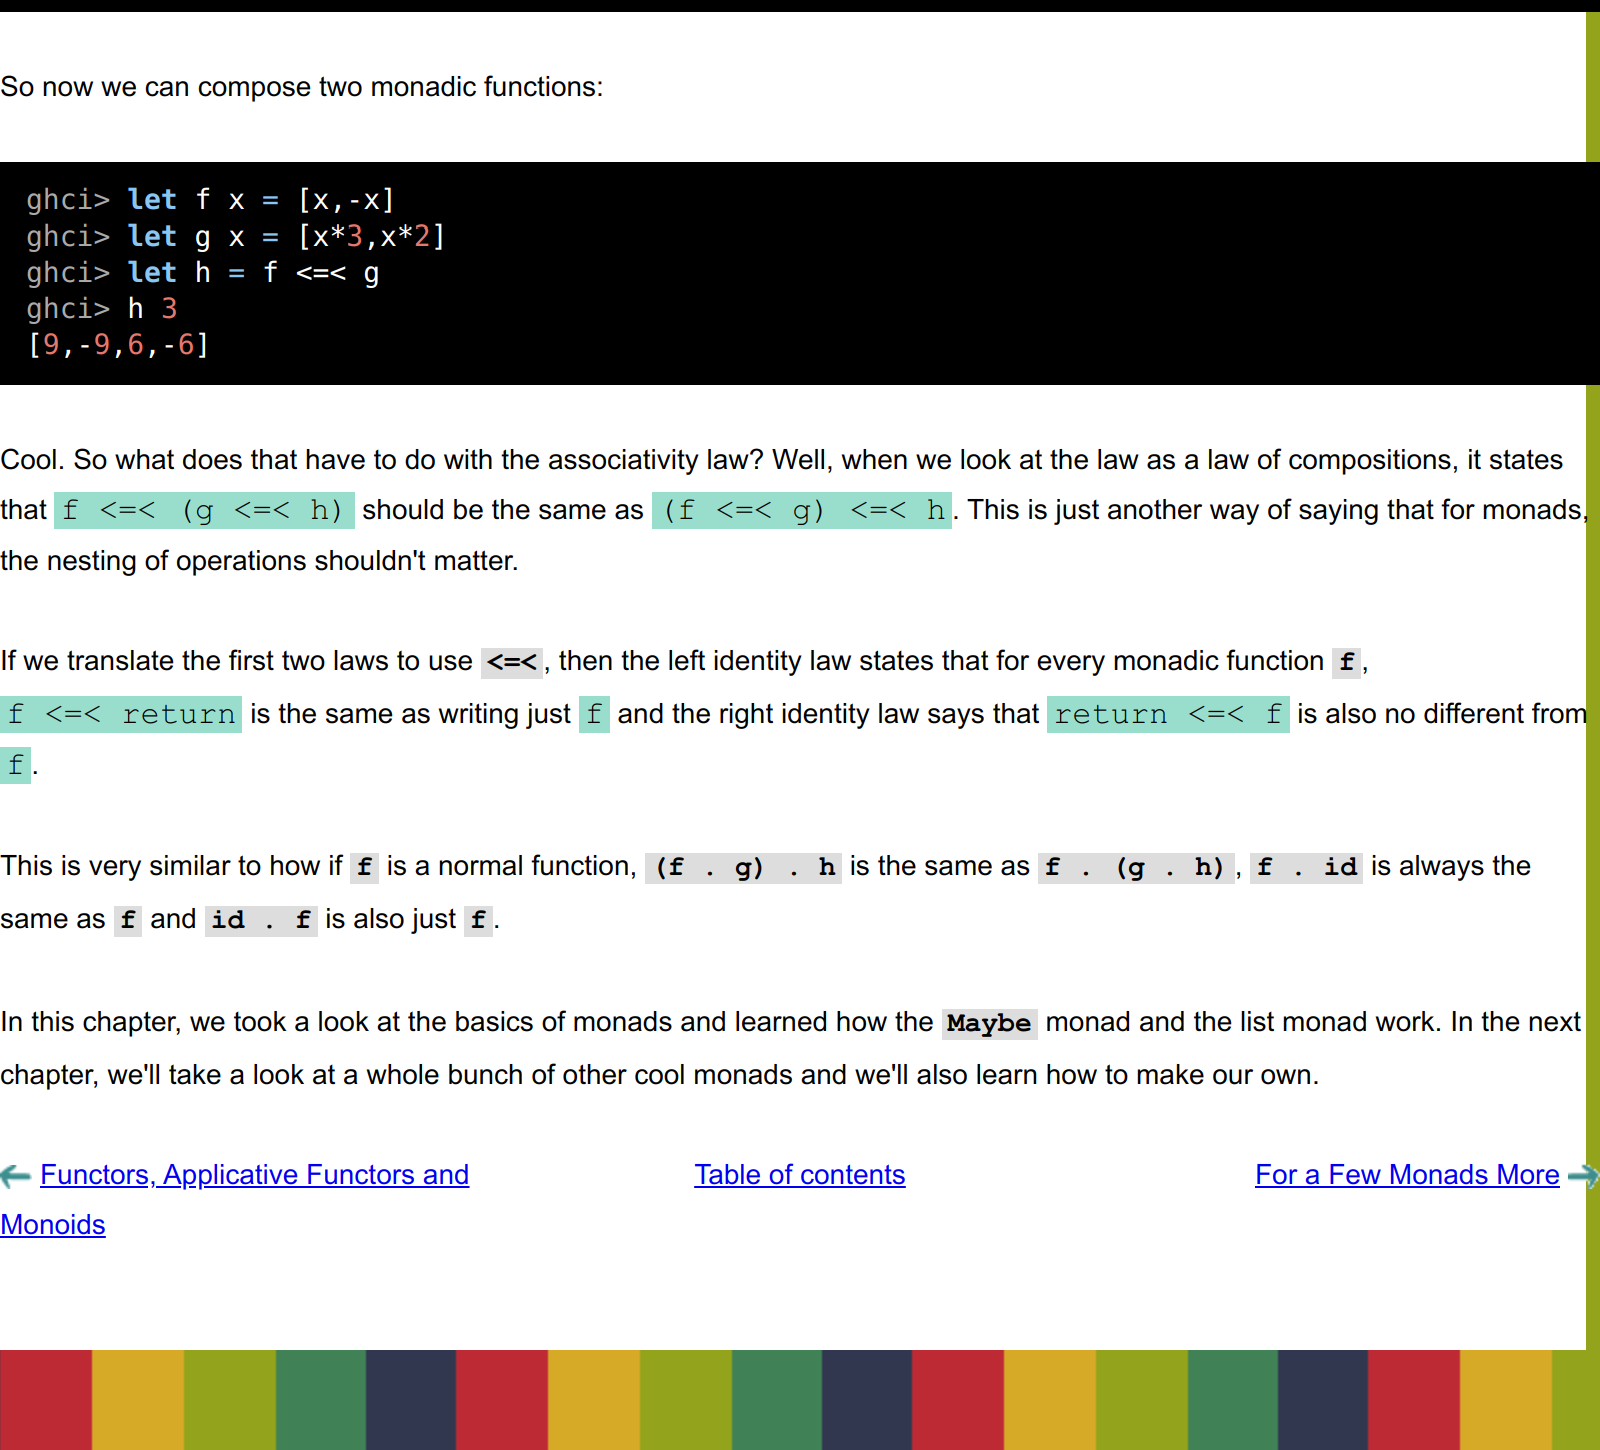 So now we can compose two monadic functions:
ghci> let f x = [x,-x]
ghci> let g x = [x*3,x*2]
ghci> let h = f <=< g
ghci> h 3
[9,-9,6,-6]
Cool. So what does that have to do with the associativity law? Well, when we look at the law as a law of compositions, it states
that f <=< (g <=< h) should be the same as (f <=< g) <=< h. This is just another way of saying that for monads,
the nesting of operations shouldn't matter.
If we translate the first two laws to use <=<, then the left identity law states that for every monadic function f,
f <=< return is the same as writing just f and the right identity law says that return <=< f is also no different from
f.
This is very similar to how if f is a normal function, (f . g) . h is the same as f . (g . h), f . id is always the
same as f and id . f is also just f.
In this chapter, we took a look at the basics of monads and learned how the Maybe monad and the list monad work. In the next
chapter, we'll take a look at a whole bunch of other cool monads and we'll also learn how to make our own.
Functors, Applicative Functors and Table of contents For a Few Monads More
Monoids